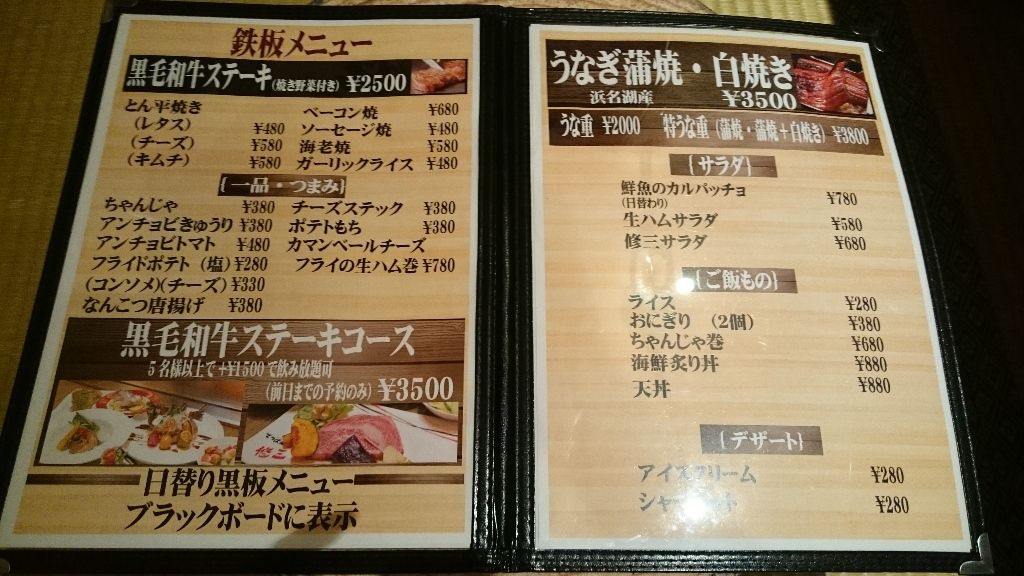 鉄板メニュー
黒毛和牛ステーキ(焼き野菜付き) ¥2500
とん平焼き
(レタス) ¥480
(チーズ) ¥580
(キムチ) ¥580
ベーコン焼 ¥680
ソーセージ焼 ¥480
海老焼 ¥580
ガーリックライス ¥480
{一品・つまみ}
ちゃんじゃ ¥380
アンチョビきゅうり ¥380
アンチョビトマト ¥480
フライドポテト (塩) ¥280
(コンソメ)(チーズ) ¥330
なんこつ唐揚げ ¥380
チーズステック ¥380
ポテトもち ¥380
カマンベールチーズ
フライの生ハム巻 ¥780
黒毛和牛ステーキコース
5名様以上で+¥1500で飲み放題可
(前日までの予約のみ) ¥3500
修三
日替り黒板メニュー
ブラックボードに表示
うなぎ蒲焼・白焼き
浜名湖産 ¥3500
うな重 ¥2000 特うな重 (蒲焼・蒲焼+白焼き) ¥3800
{サラダ}
鮮魚のカルパッチョ ¥780
(日替わり)
生ハムサラダ ¥580
修三サラダ ¥680
{ご飯もの}
ライス ¥280
おにぎり (2個) ¥380
ちゃんじゃ巻 ¥680
海鮮炙り丼 ¥880
天丼 ¥880
{デザート}
アイスクリーム ¥280
¥280